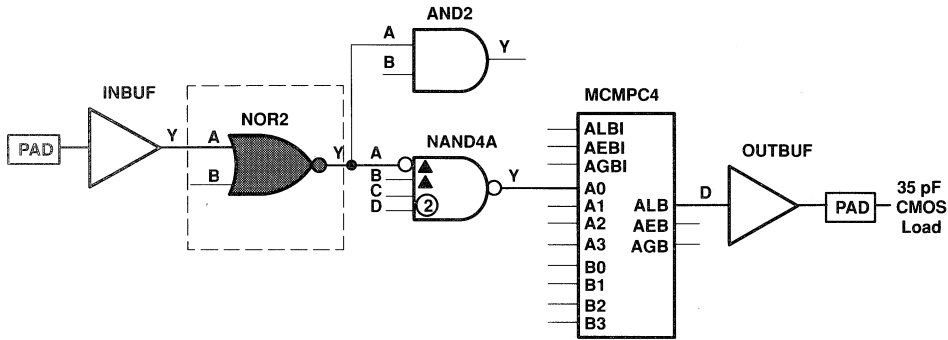 AND2
A
Y
B
INBUF
MCMPC4
NOR2
NAND4A
ALBI
Y
A
Y
A
AEBI
OUTBUF
PAD
AGBI
B
B
Y
A0
D
35 pF
C
A1
ALB
PAD
CMOS
D
2
A2
AEB
Load
A3
AGB
B0
B1
B2
B3